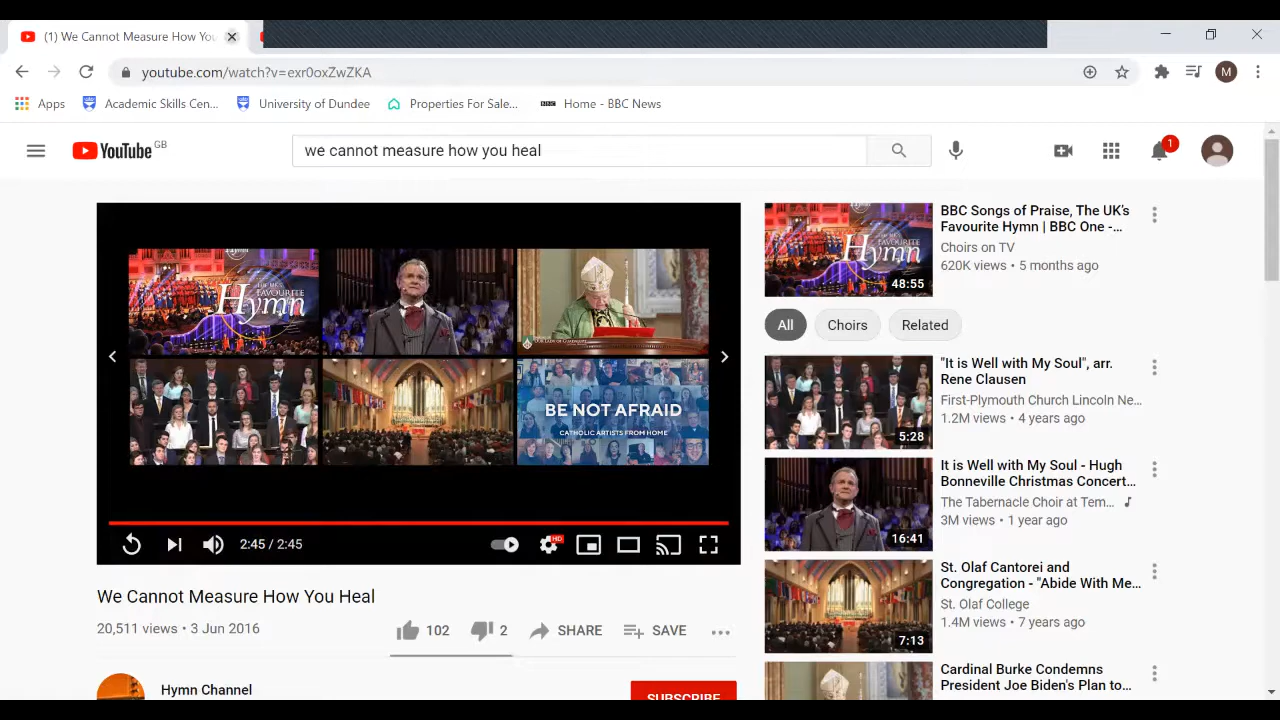 (1) We Cannot Measure How You
youtube.com/watch?v=exr0oxZwZKA
M
Apps
Academic Skills Cen...
University of Dundee
Properties For Sale...
BBC
Home - BBC News
YouTube GB
we cannot measure how you heal
1
THE UK'S FAVOURITE
Hymn
BE NOT AFRAID
CATHOLIC ARTISTS FROM HOME
2:45 / 2:45
HD
We Cannot Measure How You Heal
20,511 views • 3 Jun 2016
102
2
SHARE
SAVE
Hymn Channel
SUBSCRIBE
Hymn
48:55
BBC Songs of Praise, The UK's
Favourite Hymn | BBC One -...
Choirs on TV
620K views • 5 months ago
All
Choirs
Related
5:28
"It is Well with My Soul", arr.
Rene Clausen
First-Plymouth Church Lincoln Ne...
1.2M views • 4 years ago
16:41
It is Well with My Soul - Hugh
Bonneville Christmas Concert...
The Tabernacle Choir at Tem...
3M views • 1 year ago
7:13
St. Olaf Cantorei and
Congregation - "Abide With Me...
St. Olaf College
1.4M views • 7 years ago
Cardinal Burke Condemns
President Joe Biden's Plan to...